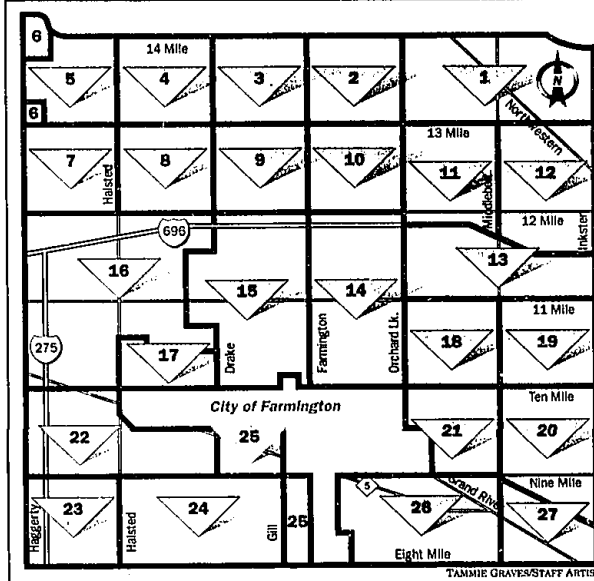 6
14 Mile
5
4
3
2
1
N
6
Northwestern
13 Mile
7
8
9
10
11
12
Halsted
Middlebelt
Inkster
12 Mile
696
13
16
15
14
275
11 Mile
17
Drake
Farmington
Orchard Lk.
18
19
City of Farmington
Ten Mile
22
25
21
20
5
Grand River
Nine Mile
23
24
25
26
27
Haggerty
Halsted
Gill
Eight Mile
TAMMIE GRAVES/STAFF ARTIS